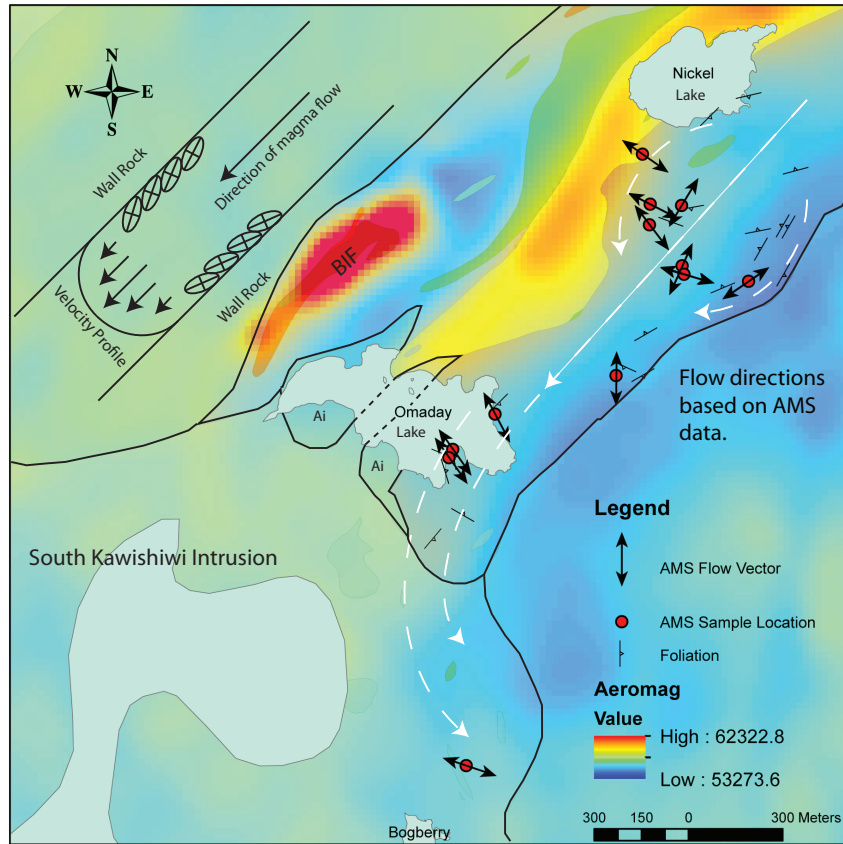 N
W E
S
Wall Rock
Direction of magma flow
Wall Rock
Velocity Profile
BIF
Nickel
Lake
Ai
Omaday
Lake
Ai
Flow directions
based on AMS
data.
South Kawishiwi Intrusion
Legend
AMS Flow Vector
AMS Sample Location
Foliation
Aeromag
Value
High : 62322.8
Low : 53273.6
300 150 0 300 Meters
Bogberry